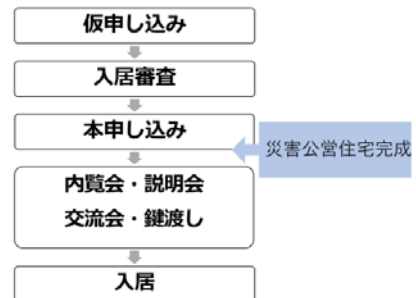 仮申し込み
入居審査
本申し込み
災害公営住宅完成
内覧会・説明会
交流会・鍵渡し
入居